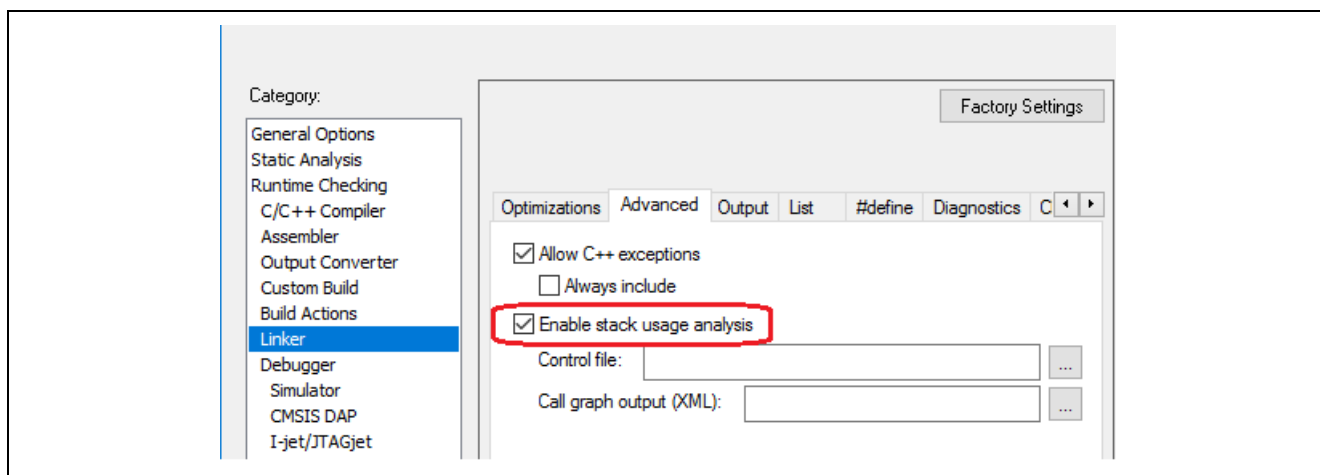 Category:
Factory Settings
General Options
Static Analysis
Runtime Checking
C/C++ Compiler
Assembler
Output Converter
Custom Build
Build Actions
Linker
Debugger
Simulator
CMSIS DAP
I-jet/JTAGjet
Optimizations Advanced Output List #define Diagnostics C
Allow C++ exceptions
Always include
Enable stack usage analysis
Control file: ...
Call graph output (XML): ...